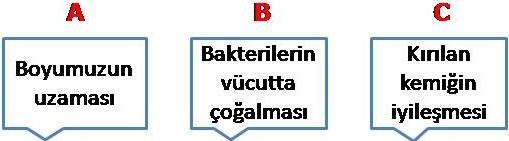 A
B
C
Boyumuzun
uzaması
Bakterilerin
vücutta
çoğalması
Kırılan
kemiğin
iyileşmesi